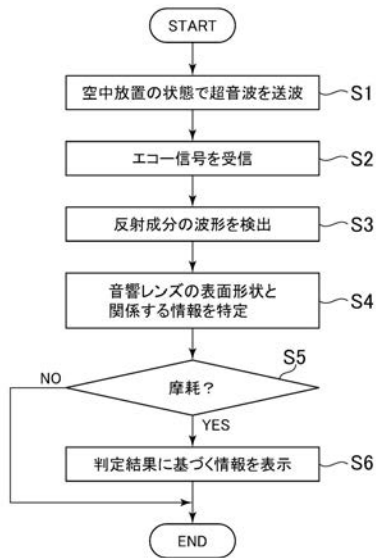 START
空中放置の状態で超音波を送波
S1
エコー信号を受信
S2
反射成分の波形を検出
S3
音響レンズの表面形状と
関係する情報を特定
S4
S5
摩耗？
NO
YES
判定結果に基づく情報を表示
S6
END